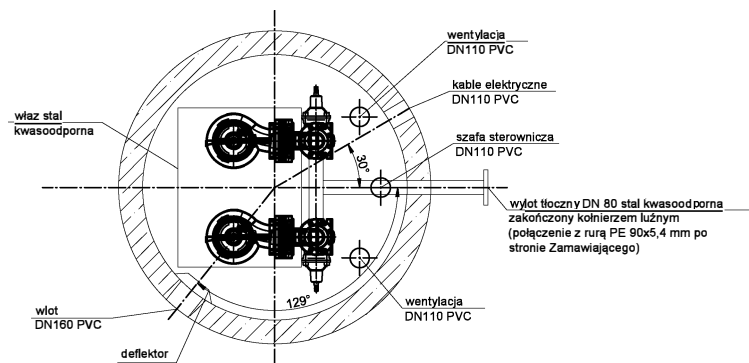 wentylacja
DN110 PVC
kable elektryczne
DN110 PVC
właz stal
kwasoodporna
szafa sterownicza
DN110 PVC
30°
wylot tłoczny DN 80 stal kwasoodporna
zakończony kołnierzem luźnym
(połączenie z rurą PE 90x5,4 mm po
stronie Zamawiającego)
129°
wentylacja
DN110 PVC
wlot
DN160 PVC
deflektor